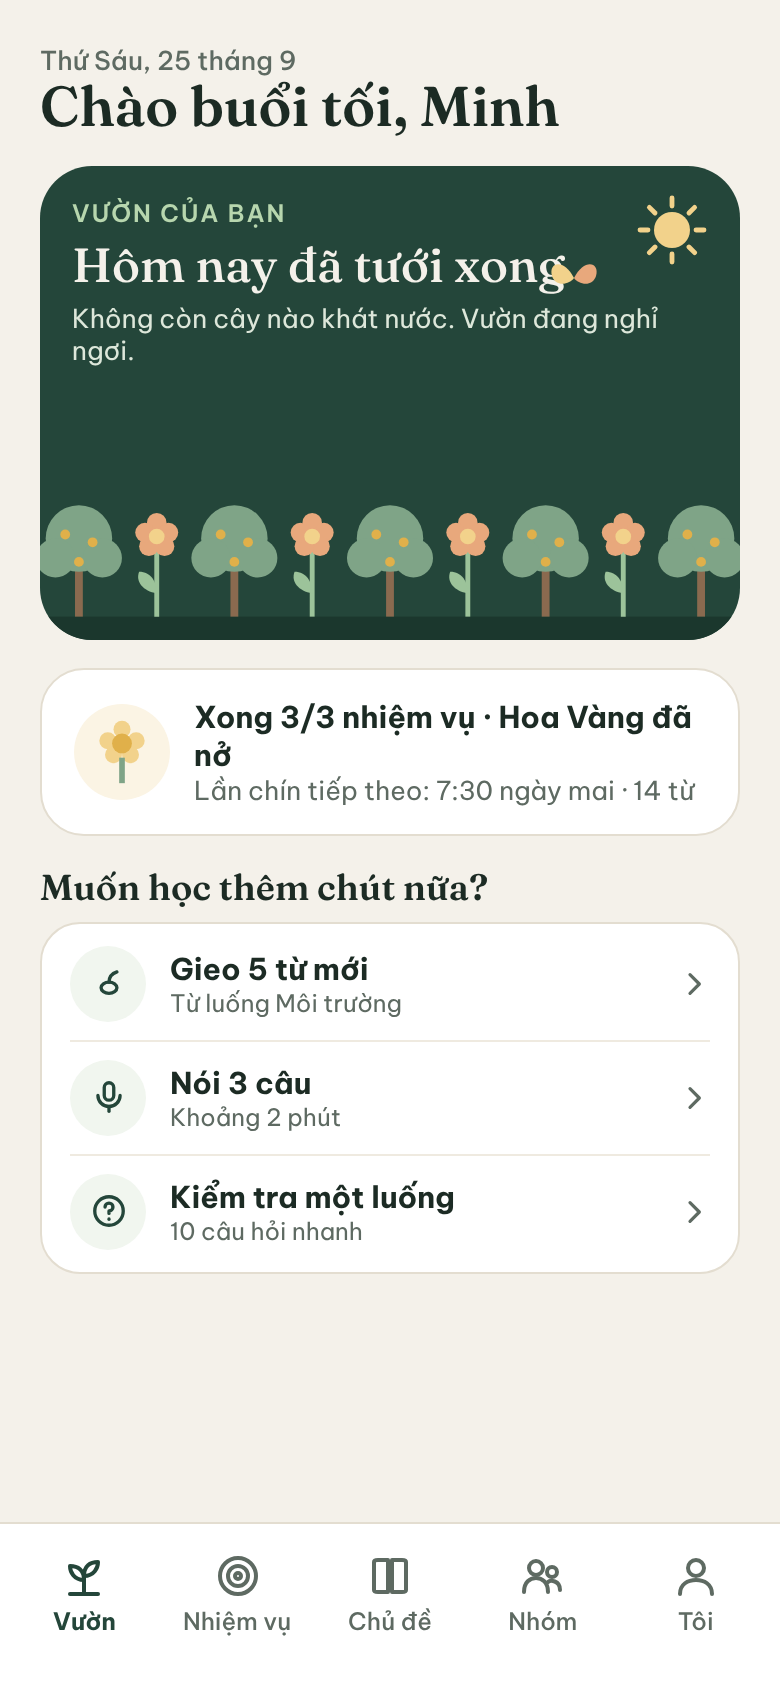 Thứ Sáu, 25 tháng 9
Chào buổi tối, Minh
VƯỜN CỦA BẠN
Hôm nay đã tưới xong
Không còn cây nào khát nước. Vườn đang nghỉ
ngơi.
Xong 3/3 nhiệm vụ · Hoa Vàng đã
nở
Lần chín tiếp theo: 7:30 ngày mai · 14 từ
Muốn học thêm chút nữa?
Gieo 5 từ mới
Từ luống Môi trường
Nói 3 câu
Khoảng 2 phút
Kiểm tra một luống
10 câu hỏi nhanh
Vườn
Nhiệm vụ
Chủ đề
Nhóm
Tôi